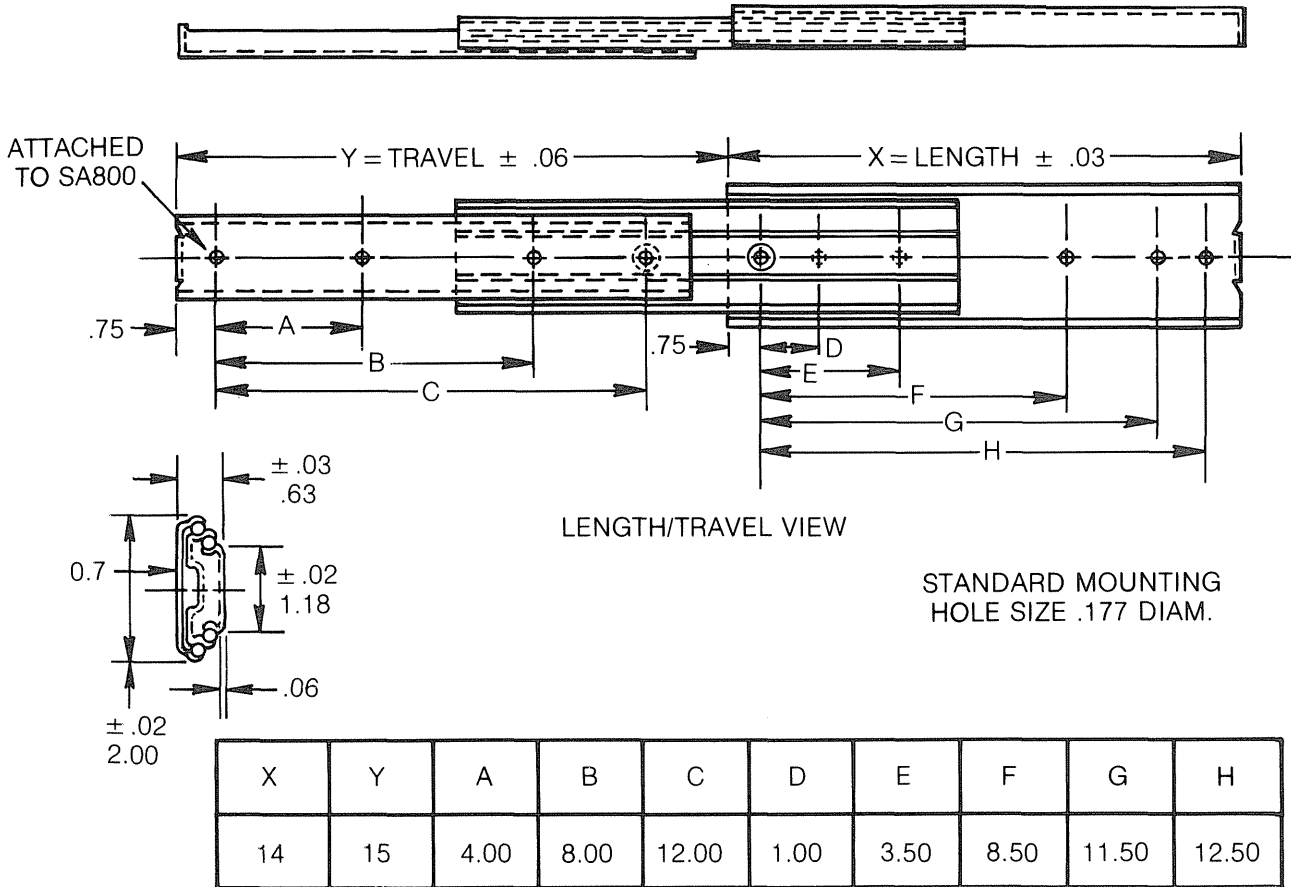 ATTACHED
TO SA800
Y = TRAVEL ± .06
X = LENGTH ± .03
.75
A
B
C
.75
D
E
F
G
H
± .03
.63
0.7
± .02
1.18
.06
± .02
2.00
LENGTH/TRAVEL VIEW
STANDARD MOUNTING
HOLE SIZE .177 DIAM.
X Y A B C D E F G H
14 15 4.00 8.00 12.00 1.00 3.50 8.50 11.50 12.50